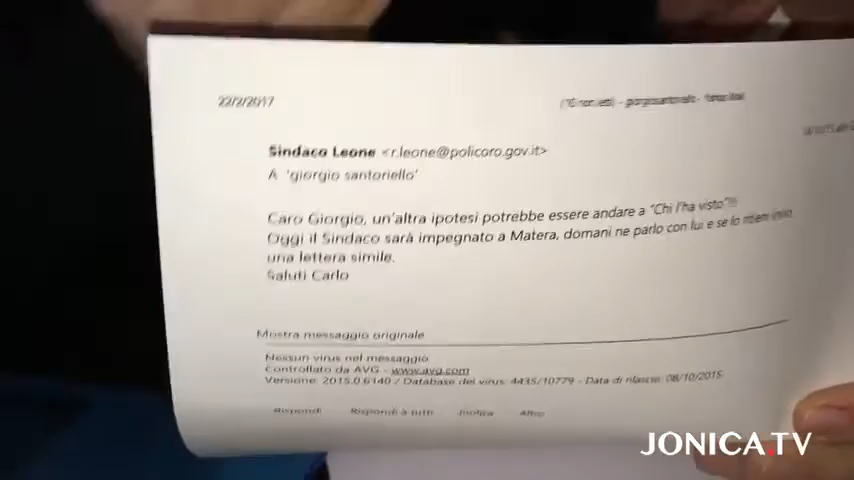 22/2/2017
Sindaco Leone <r.leone@policoro.gov.it>
A 'giorgio santoriello'
Caro Giorgio, un'altra ipotesi potrebbe essere andare a "Chi l'ha visto"!!!
Oggi il Sindaco sarà impegnato a Matera, domani ne parlo con lui e se lo ritiene
una lettera simile.
Saluti Carlo
Mostra messaggio originale
Nessun virus nel messaggio
Controllato da AVG - www.avg.com
Versione: 2015.0.6140 / Database dei virus: 4435/10779 - Data di rilascio: 08/10/2015
Rispondi Rispondi a tutti Inoltra Altro
JONICA.TV